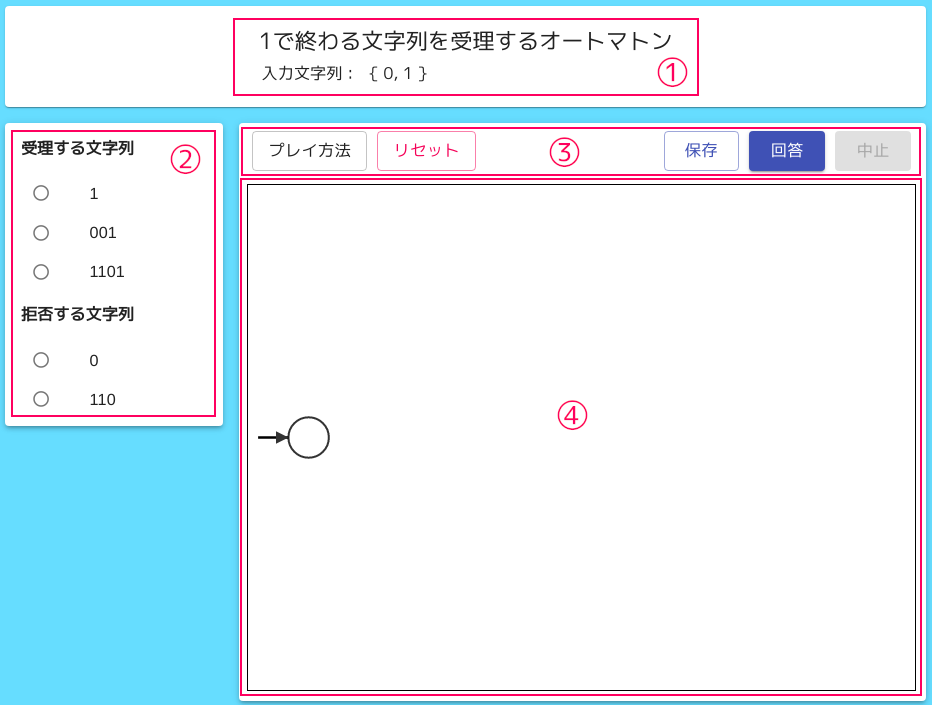 1で終わる文字列を受理するオートマトン
入力文字列： { 0, 1 }
①
受理する文字列
②
1
001
1101
拒否する文字列
0
110
プレイ方法 リセット ③ 保存 回答 中止
④